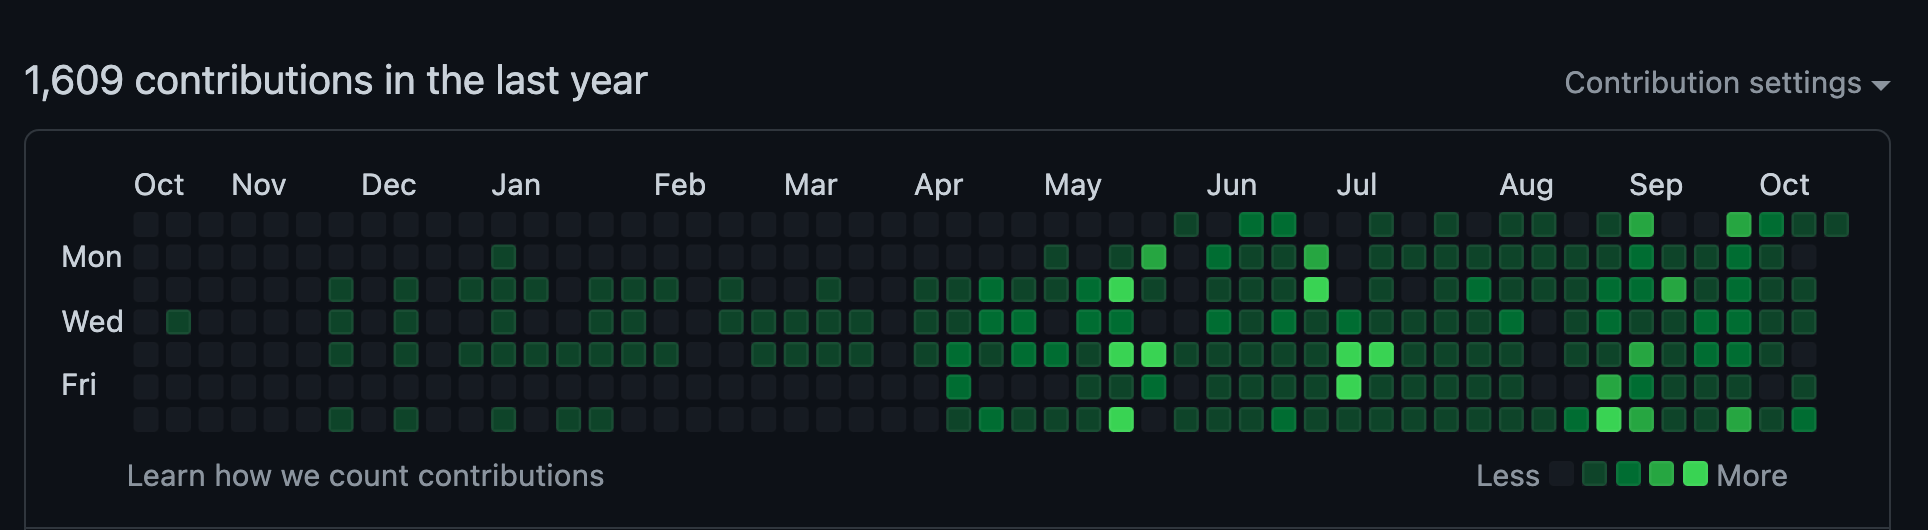 1,609 contributions in the last year
Contribution settings
Oct Nov Dec Jan Feb Mar Apr May Jun Jul Aug Sep Oct
Mon
Wed
Fri
Learn how we count contributions
Less More